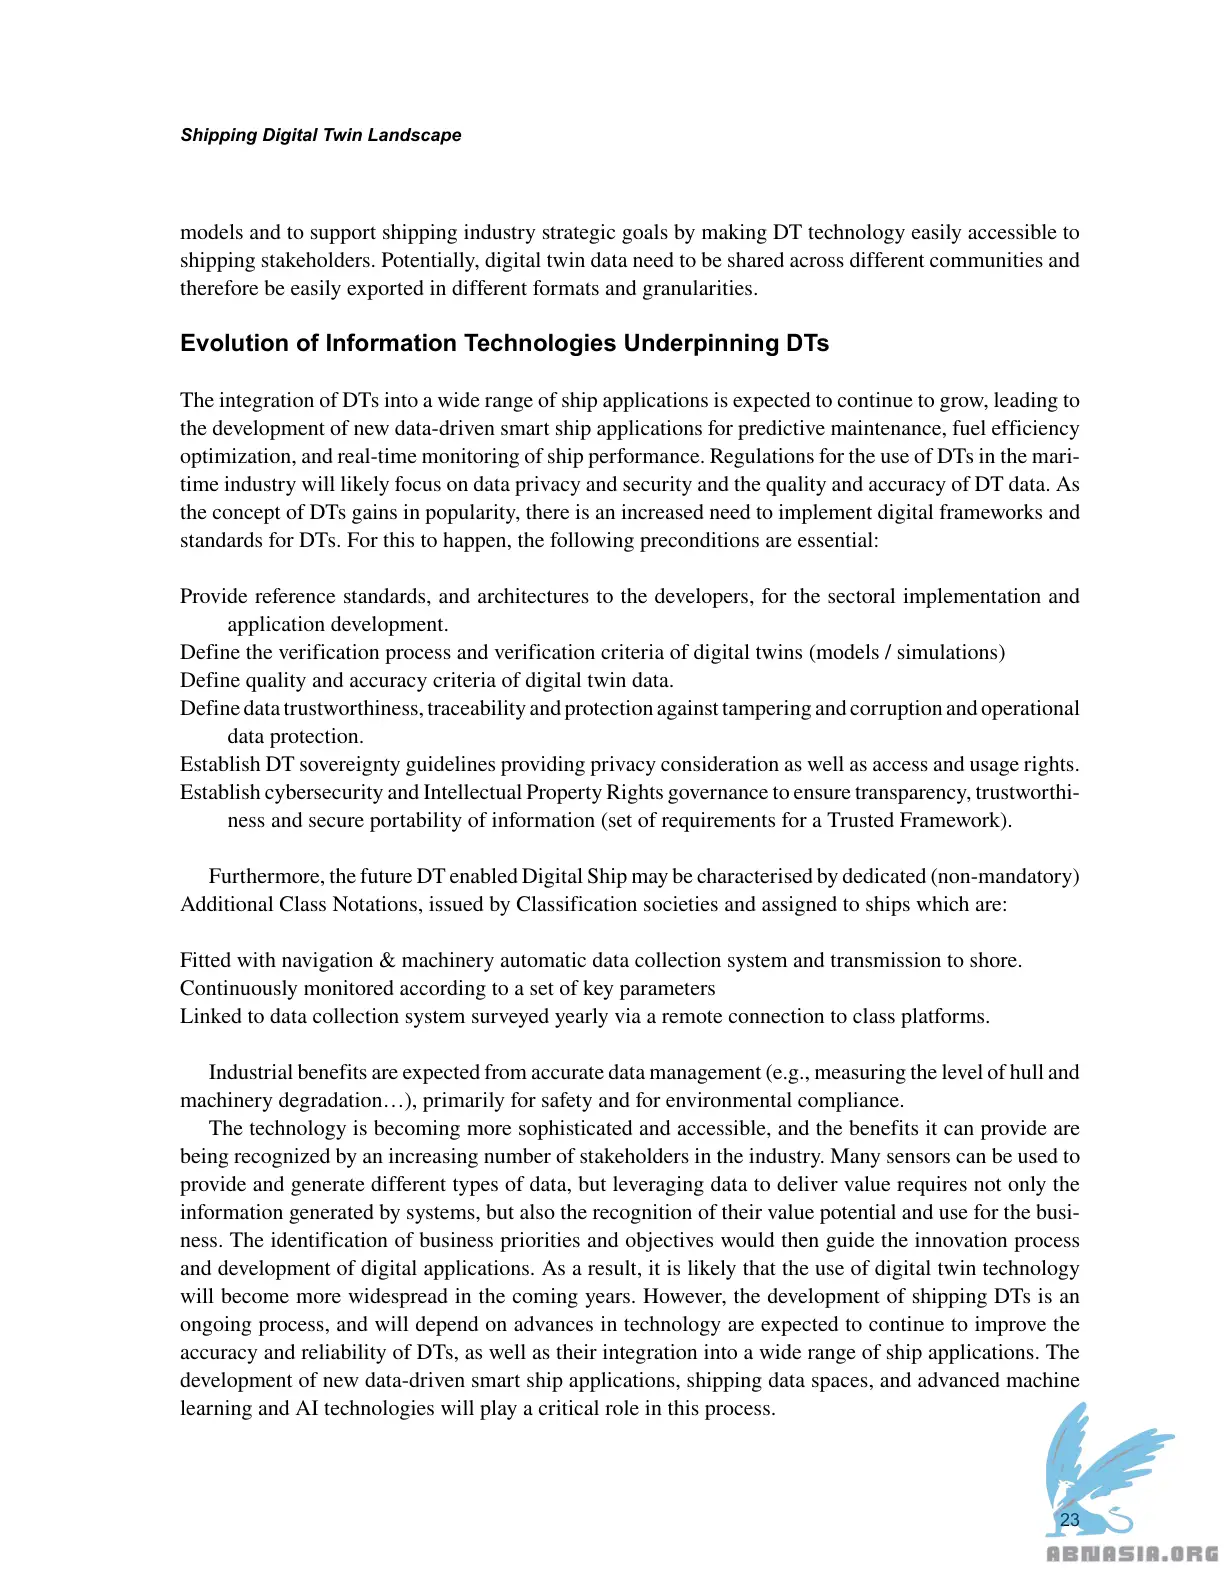 Shipping Digital Twin Landscape
models and to support shipping industry strategic goals by making DT technology easily accessible to
shipping stakeholders. Potentially, digital twin data need to be shared across different communities and
therefore be easily exported in different formats and granularities.
Evolution of Information Technologies Underpinning DTs
The integration of DTs into a wide range of ship applications is expected to continue to grow, leading to
the development of new data-driven smart ship applications for predictive maintenance, fuel efficiency
optimization, and real-time monitoring of ship performance. Regulations for the use of DTs in the mari-
time industry will likely focus on data privacy and security and the quality and accuracy of DT data. As
the concept of DTs gains in popularity, there is an increased need to implement digital frameworks and
standards for DTs. For this to happen, the following preconditions are essential:
Provide reference standards, and architectures to the developers, for the sectoral implementation and
application development.
Define the verification process and verification criteria of digital twins (models / simulations)
Define quality and accuracy criteria of digital twin data.
Define data trustworthiness, traceability and protection against tampering and corruption and operational
data protection.
Establish DT sovereignty guidelines providing privacy consideration as well as access and usage rights.
Establish cybersecurity and Intellectual Property Rights governance to ensure transparency, trustworthi-
ness and secure portability of information (set of requirements for a Trusted Framework).
Furthermore, the future DT enabled Digital Ship may be characterised by dedicated (non-mandatory)
Additional Class Notations, issued by Classification societies and assigned to ships which are:
Fitted with navigation & machinery automatic data collection system and transmission to shore.
Continuously monitored according to a set of key parameters
Linked to data collection system surveyed yearly via a remote connection to class platforms.
Industrial benefits are expected from accurate data management (e.g., measuring the level of hull and
machinery degradation…), primarily for safety and for environmental compliance.
The technology is becoming more sophisticated and accessible, and the benefits it can provide are
being recognized by an increasing number of stakeholders in the industry. Many sensors can be used to
provide and generate different types of data, but leveraging data to deliver value requires not only the
information generated by systems, but also the recognition of their value potential and use for the busi-
ness. The identification of business priorities and objectives would then guide the innovation process
and development of digital applications. As a result, it is likely that the use of digital twin technology
will become more widespread in the coming years. However, the development of shipping DTs is an
ongoing process, and will depend on advances in technology are expected to continue to improve the
accuracy and reliability of DTs, as well as their integration into a wide range of ship applications. The
development of new data-driven smart ship applications, shipping data spaces, and advanced machine
learning and AI technologies will play a critical role in this process.
23
ABNASIA.ORG